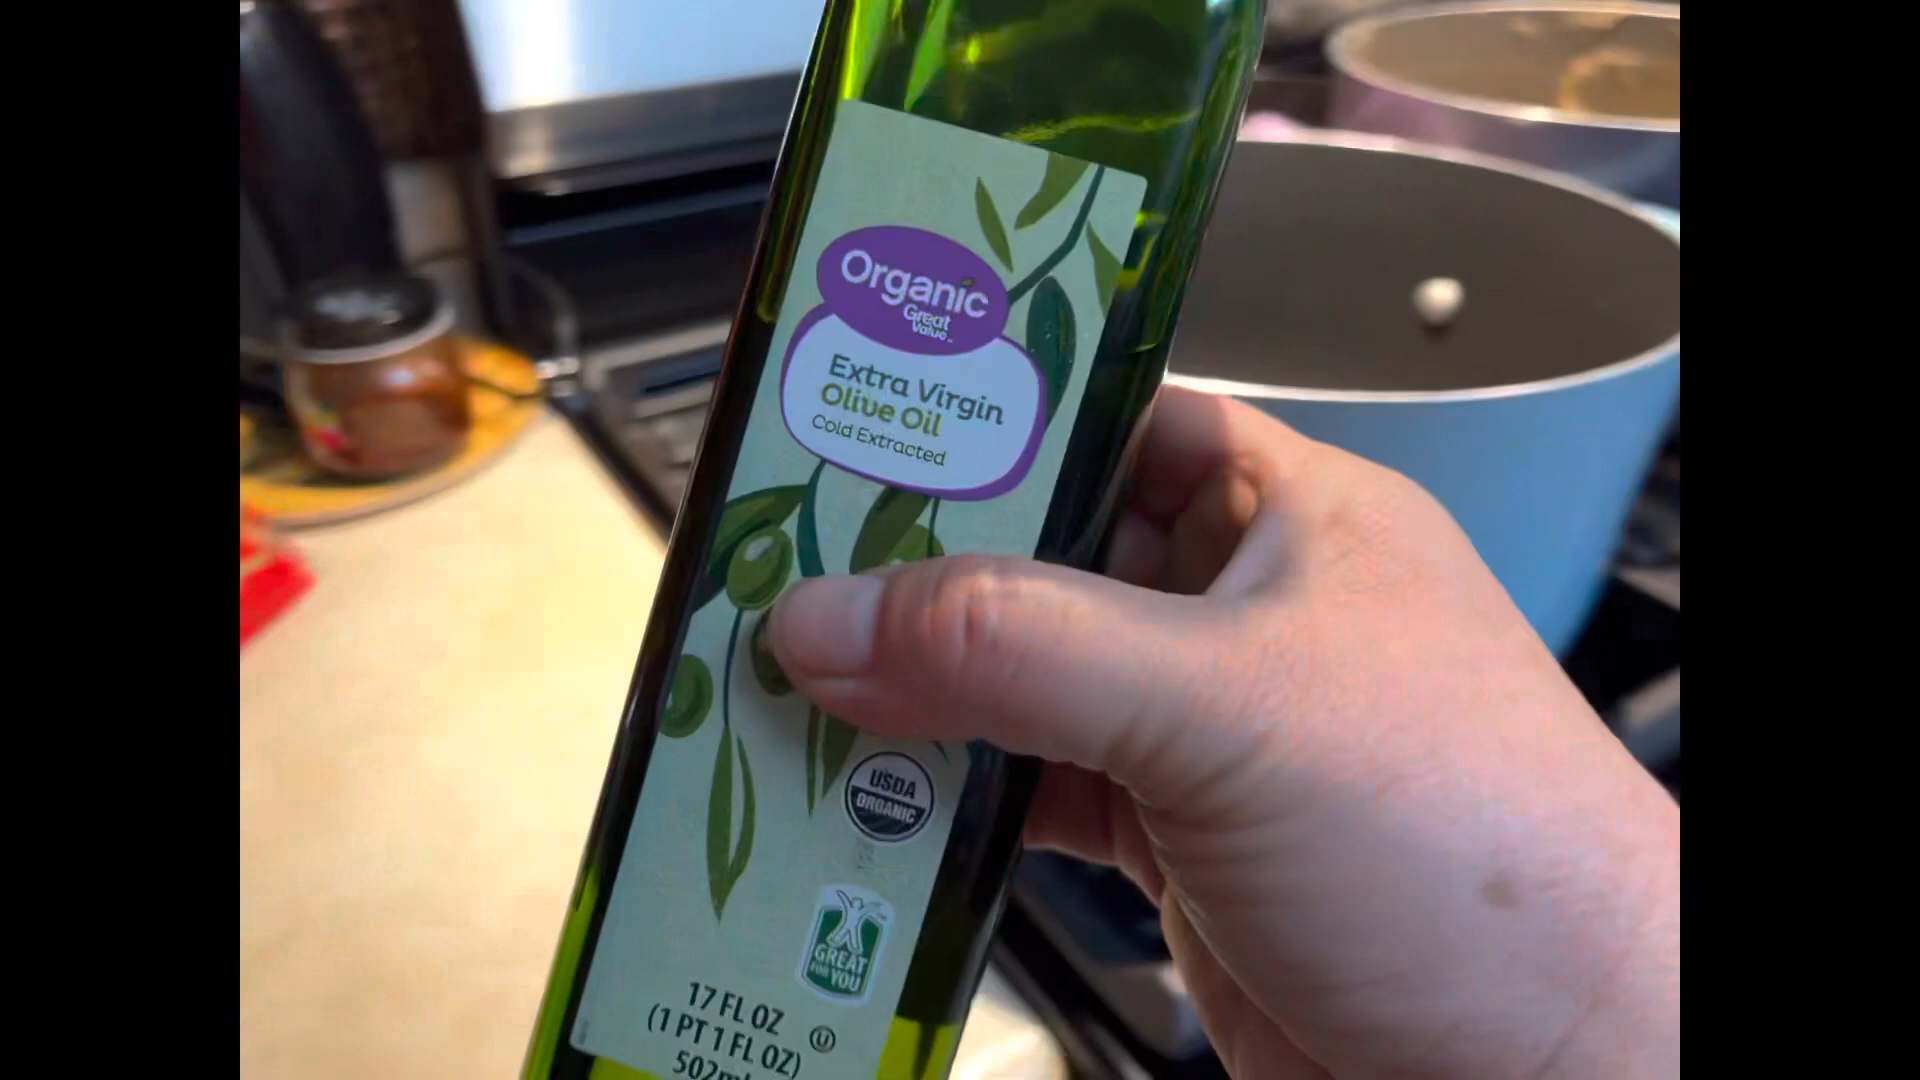 Organic
Great
Value™
Extra Virgin
Olive Oil
Cold Extracted
USDA
ORGANIC
GREAT
FOR YOU
17 FL OZ
(1 PT 1 FL OZ)
U